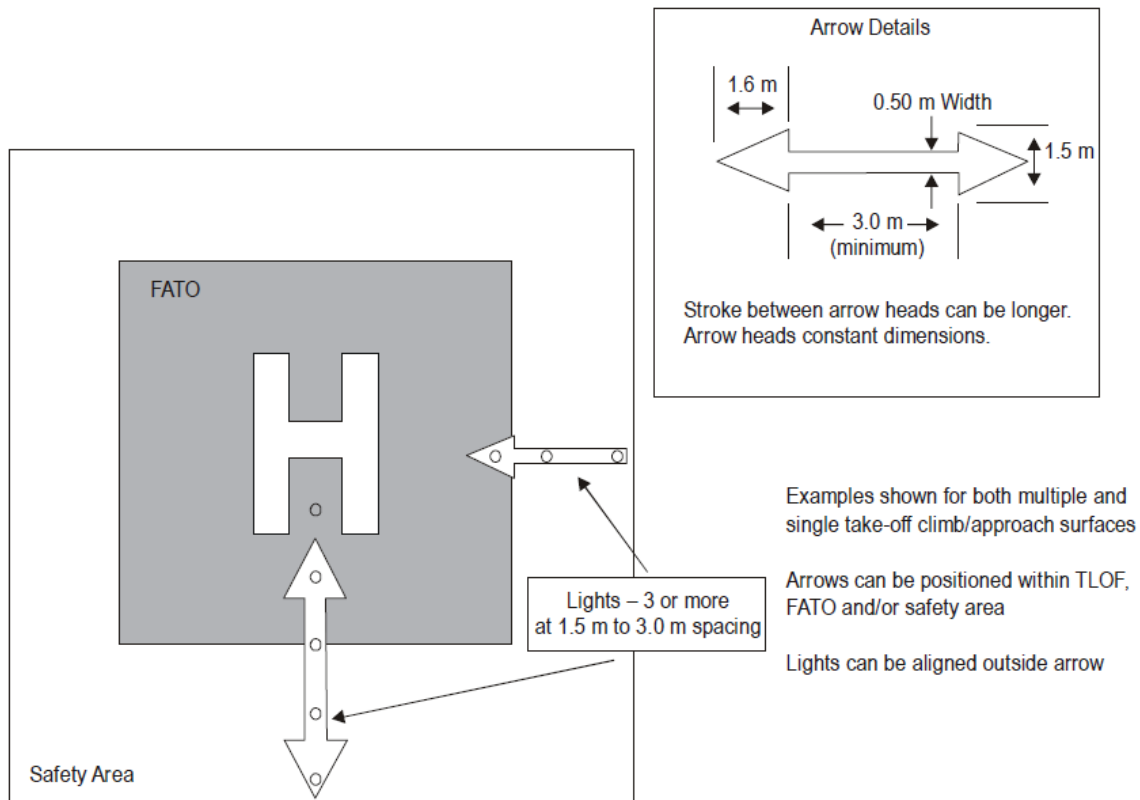 Arrow Details
1.6 m
0.50 m Width
1.5 m
3.0 m
(minimum)
Stroke between arrow heads can be longer.
Arrow heads constant dimensions.
FATO
H
Examples shown for both multiple and
single take-off climb/approach surfaces
Arrows can be positioned within TLOF,
FATO and/or safety area
Lights can be aligned outside arrow
Lights – 3 or more
at 1.5 m to 3.0 m spacing
Safety Area